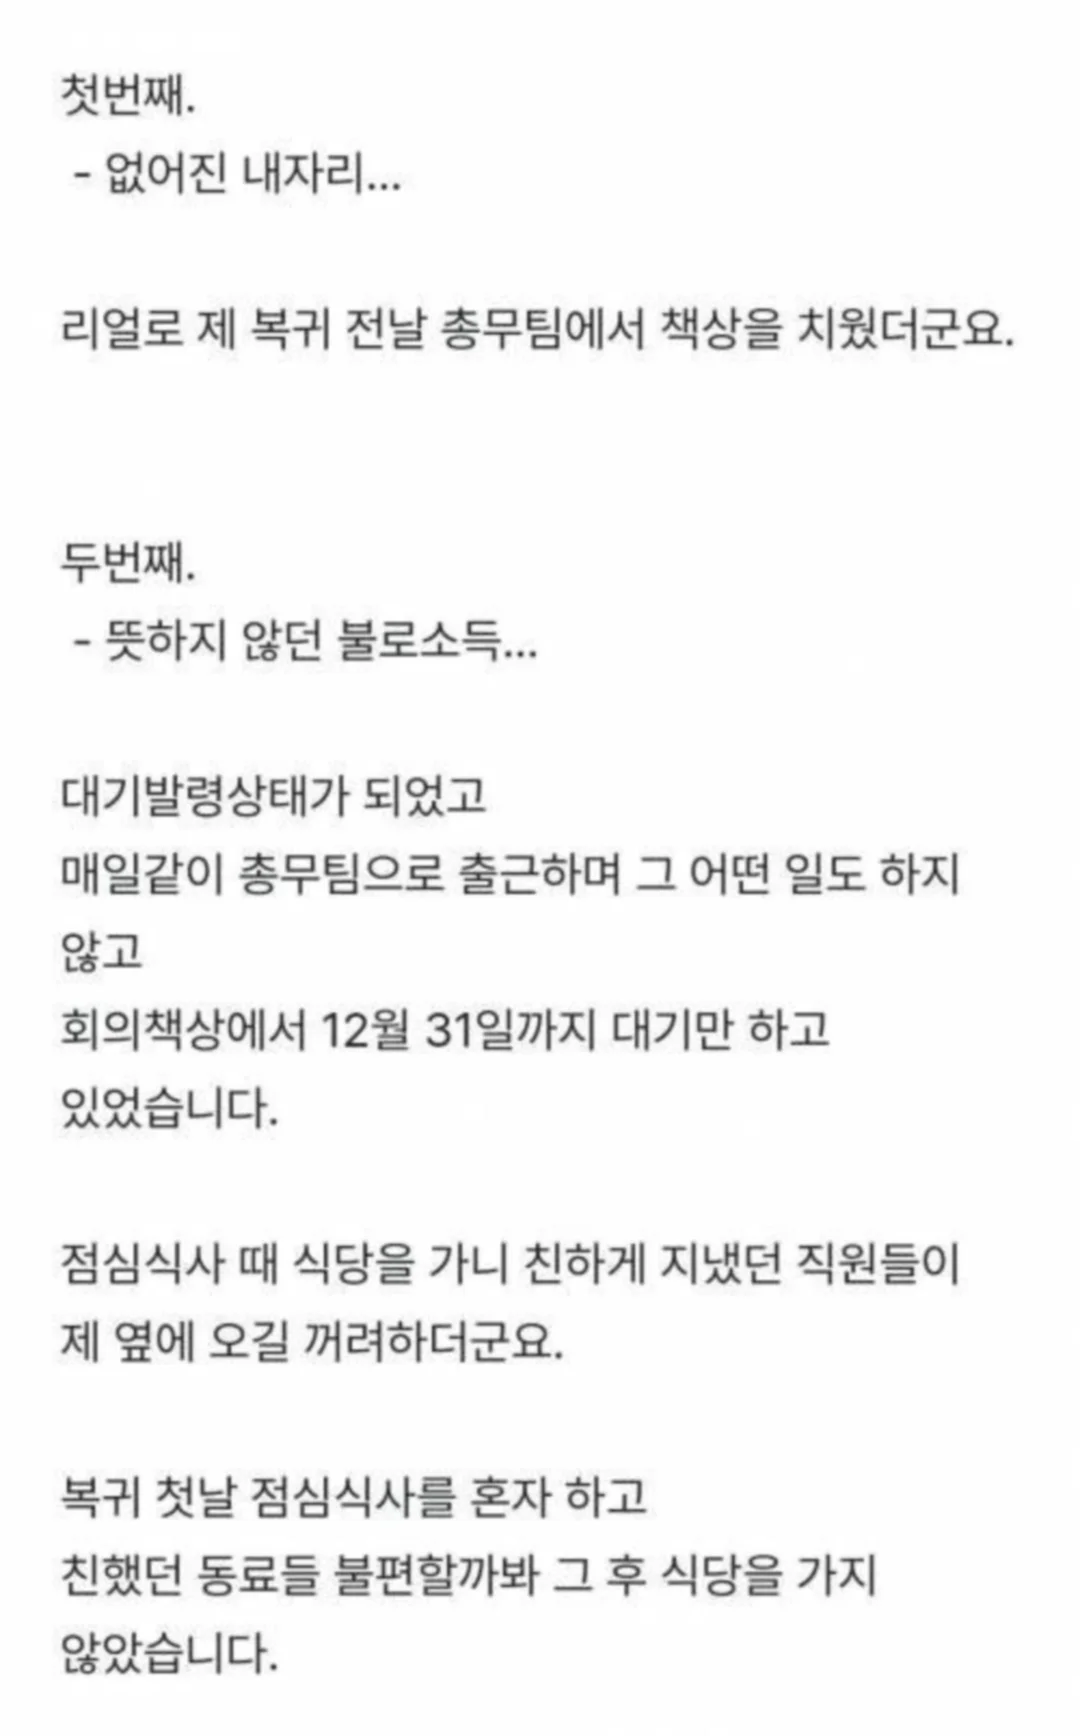 첫번째.
- 없어진 내자리...
리얼로 제 복귀 전날 총무팀에서 책상을 치웠더군요.
두번째.
- 뜻하지 않던 불로소득...
대기발령상태가 되었고
매일같이 총무팀으로 출근하며 그 어떤 일도 하지
않고
회의책상에서 12월 31일까지 대기만 하고
있었습니다.
점심식사 때 식당을 가니 친하게 지냈던 직원들이
제 옆에 오길 꺼려하더군요.
복귀 첫날 점심식사를 혼자 하고
친했던 동료들 불편할까봐 그 후 식당을 가지
않았습니다.